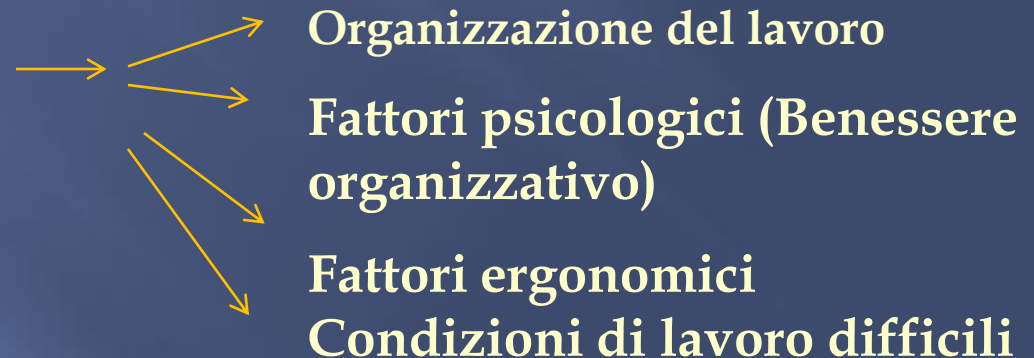 Organizzazione del lavoro
Fattori psicologici (Benessere
organizzativo)
Fattori ergonomici
Condizioni di lavoro difficili